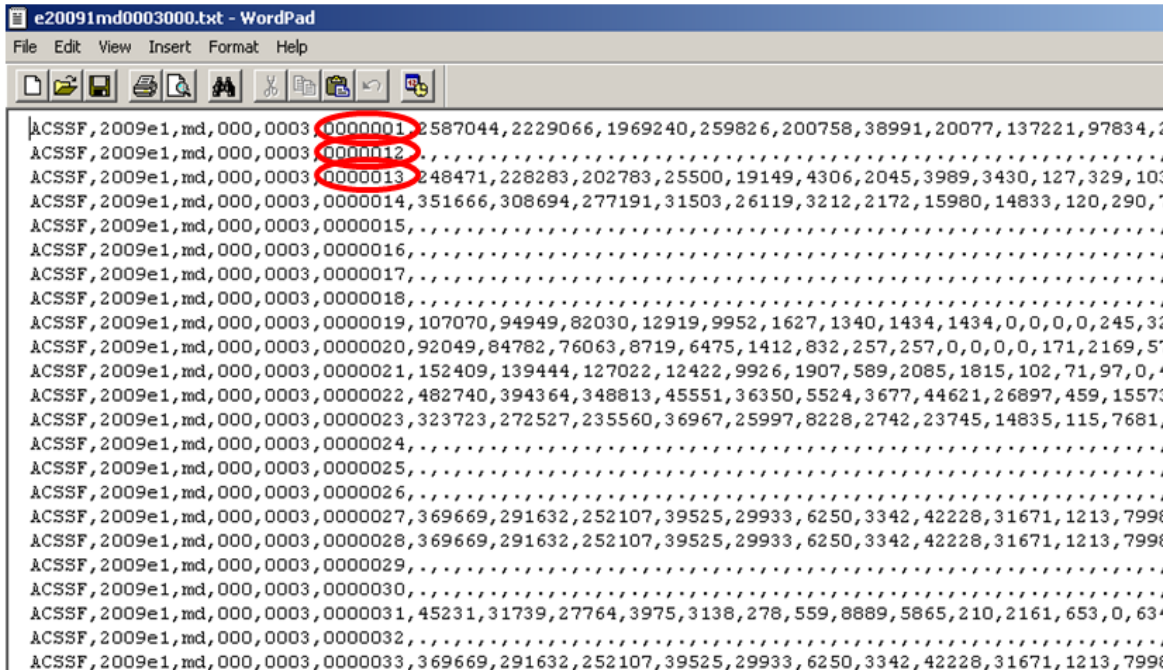 e20091md0003000.txt - WordPad
File Edit View Insert Format Help
ACSSF,2009e1,md,000,0003,0000001,2587044,2229066,1969240,259826,200758,38991,20077,137221,97834,2
ACSSF,2009e1,md,000,0003,0000012,.,.,.,.,.,.,.,.,.,.,.,.,.,.,.,.,.,.,.,.,.,.,.,.,.,.,.,.,.,.,.,.,
ACSSF,2009e1,md,000,0003,0000013,248471,228283,202783,25500,19149,4306,2045,3989,3430,127,329,103
ACSSF,2009e1,md,000,0003,0000014,351666,308694,277191,31503,26119,3212,2172,15980,14833,120,290,7
ACSSF,2009e1,md,000,0003,0000015,.,.,.,.,.,.,.,.,.,.,.,.,.,.,.,.,.,.,.,.,.,.,.,.,.,.,.,.,.,.,.,.,
ACSSF,2009e1,md,000,0003,0000016,.,.,.,.,.,.,.,.,.,.,.,.,.,.,.,.,.,.,.,.,.,.,.,.,.,.,.,.,.,.,.,.,
ACSSF,2009e1,md,000,0003,0000017,.,.,.,.,.,.,.,.,.,.,.,.,.,.,.,.,.,.,.,.,.,.,.,.,.,.,.,.,.,.,.,.,
ACSSF,2009e1,md,000,0003,0000018,.,.,.,.,.,.,.,.,.,.,.,.,.,.,.,.,.,.,.,.,.,.,.,.,.,.,.,.,.,.,.,.,
ACSSF,2009e1,md,000,0003,0000019,107070,94949,82030,12919,9952,1627,1340,1434,1434,0,0,0,0,245,32
ACSSF,2009e1,md,000,0003,0000020,92049,84782,76063,8719,6475,1412,832,257,257,0,0,0,0,171,2169,57
ACSSF,2009e1,md,000,0003,0000021,152409,139444,127022,12422,9926,1907,589,2085,1815,102,71,97,0,4
ACSSF,2009e1,md,000,0003,0000022,482740,394364,348813,45551,36350,5524,3677,44621,26897,459,15573
ACSSF,2009e1,md,000,0003,0000023,323723,272527,235560,36967,25997,8228,2742,23745,14835,115,7681,
ACSSF,2009e1,md,000,0003,0000024,.,.,.,.,.,.,.,.,.,.,.,.,.,.,.,.,.,.,.,.,.,.,.,.,.,.,.,.,.,.,.,.,
ACSSF,2009e1,md,000,0003,0000025,.,.,.,.,.,.,.,.,.,.,.,.,.,.,.,.,.,.,.,.,.,.,.,.,.,.,.,.,.,.,.,.,
ACSSF,2009e1,md,000,0003,0000026,.,.,.,.,.,.,.,.,.,.,.,.,.,.,.,.,.,.,.,.,.,.,.,.,.,.,.,.,.,.,.,.,
ACSSF,2009e1,md,000,0003,0000027,369669,291632,252107,39525,29933,6250,3342,42228,31671,1213,7998
ACSSF,2009e1,md,000,0003,0000028,369669,291632,252107,39525,29933,6250,3342,42228,31671,1213,7998
ACSSF,2009e1,md,000,0003,0000029,.,.,.,.,.,.,.,.,.,.,.,.,.,.,.,.,.,.,.,.,.,.,.,.,.,.,.,.,.,.,.,.,
ACSSF,2009e1,md,000,0003,0000030,.,.,.,.,.,.,.,.,.,.,.,.,.,.,.,.,.,.,.,.,.,.,.,.,.,.,.,.,.,.,.,.,
ACSSF,2009e1,md,000,0003,0000031,45231,31739,27764,3975,3138,278,559,8889,5865,210,2161,653,0,634
ACSSF,2009e1,md,000,0003,0000032,.,.,.,.,.,.,.,.,.,.,.,.,.,.,.,.,.,.,.,.,.,.,.,.,.,.,.,.,.,.,.,.,
ACSSF,2009e1,md,000,0003,0000033,369669,291632,252107,39525,29933,6250,3342,42228,31671,1213,7998